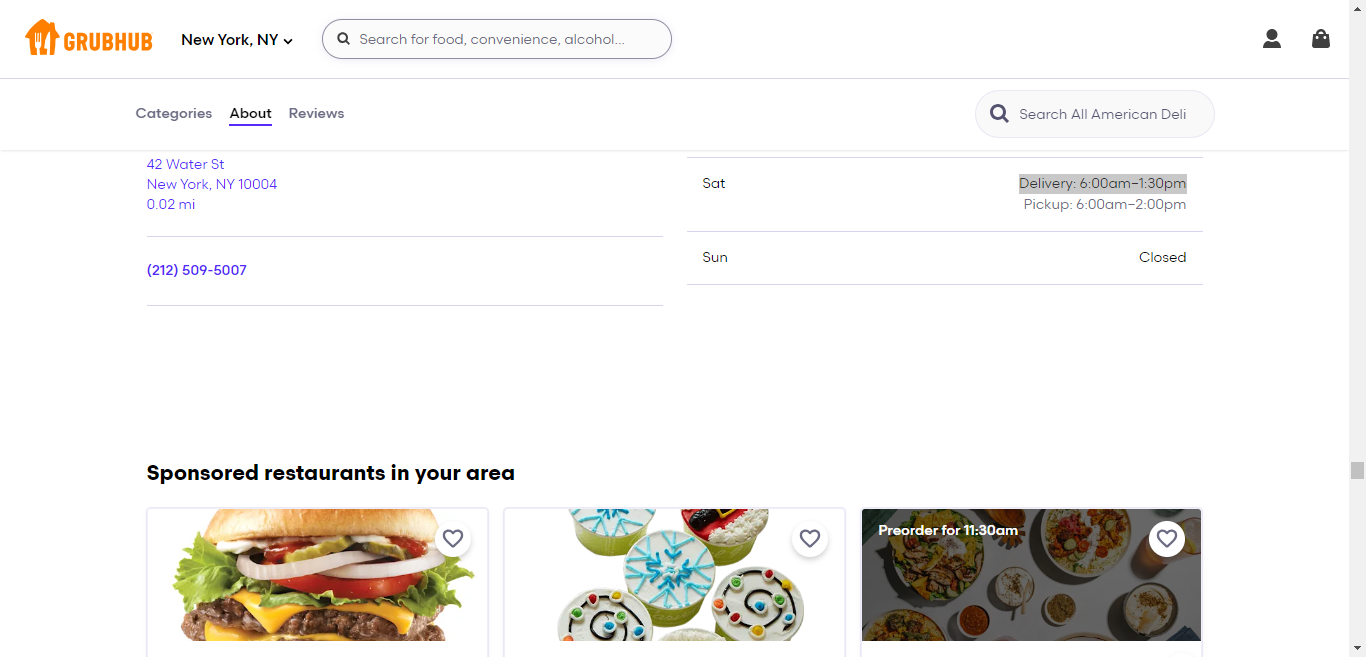 GRUBHUB
New York, NY
Search for food, convenience, alcohol...
Categories
About
Reviews
Search All American Deli
42 Water St
New York, NY 10004
0.02 mi
(212) 509-5007
Sat
Delivery: 6:00am–1:30pm
Pickup: 6:00am–2:00pm
Sun
Closed
Sponsored restaurants in your area
Preorder for 11:30am